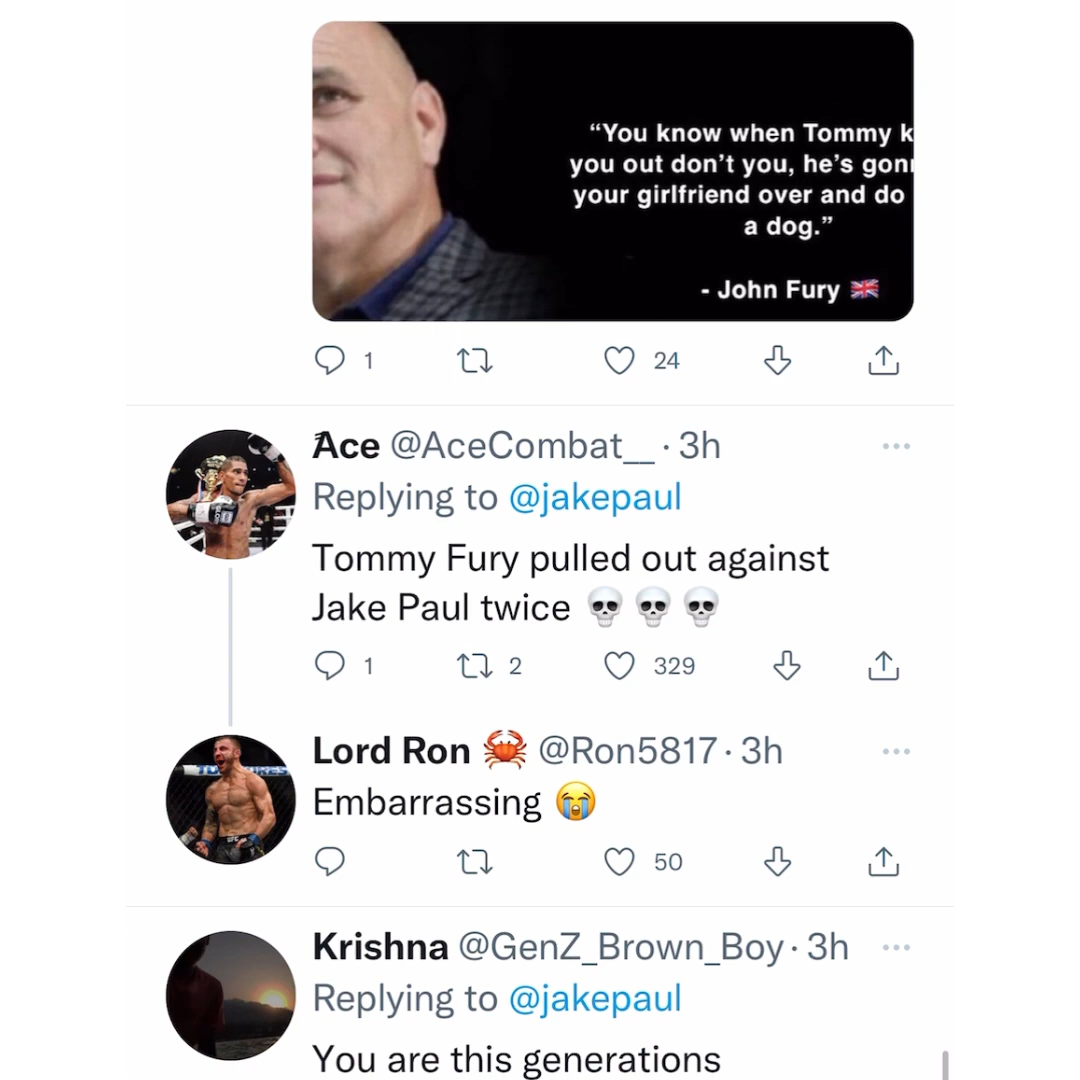 “You know when Tommy k
you out don’t you, he’s gon
your girlfriend over and do
a dog.”
- John Fury 🇬🇧
1
24
Ace @AceCombat__ · 3h
Replying to @jakepaul
Tommy Fury pulled out against
Jake Paul twice 💀💀💀
1 2 329
Lord Ron 🦀 @Ron5817 · 3h
Embarrassing 😭
50
Krishna @GenZ_Brown_Boy · 3h
Replying to @jakepaul
You are this generations